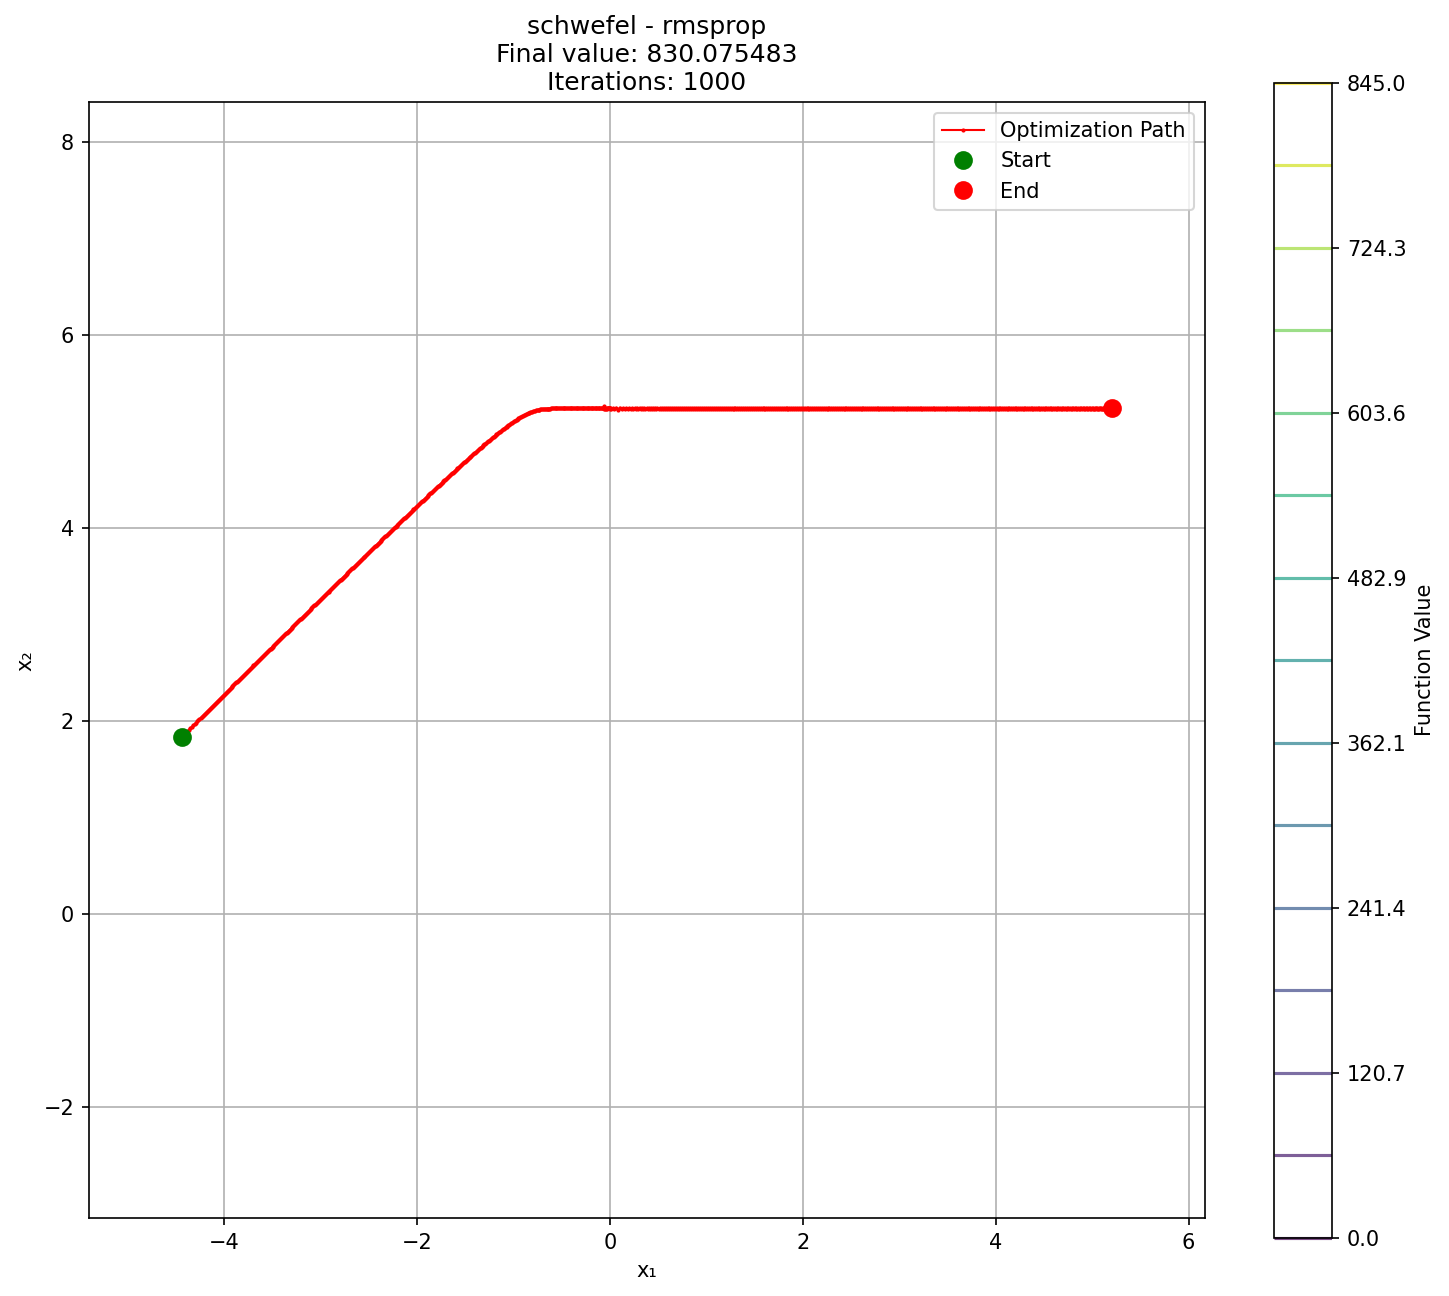 schwefel - rmsprop
Final value: 830.075483
Iterations: 1000
Optimization Path
Start
End
8
6
4
2
0
−2
−4
−2
0
2
4
6
x₁
x₂
845.0
724.3
603.6
482.9
362.1
241.4
120.7
0.0
Function Value